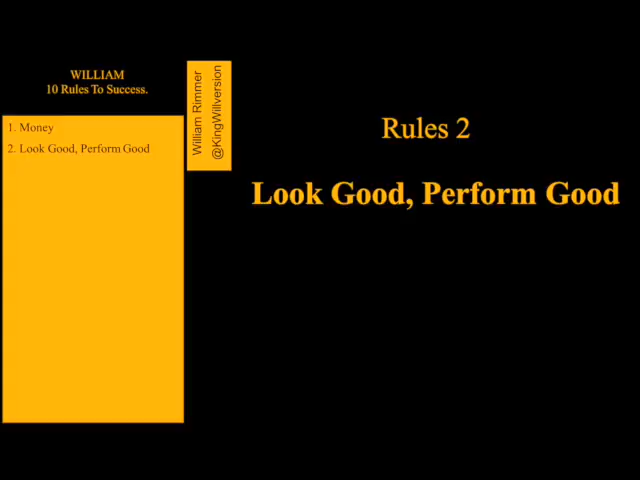 WILLIAM
10 Rules To Success.
1. Money
2. Look Good, Perform Good
William Rimmer
@KingWillversion
Rules 2
Look Good, Perform Good